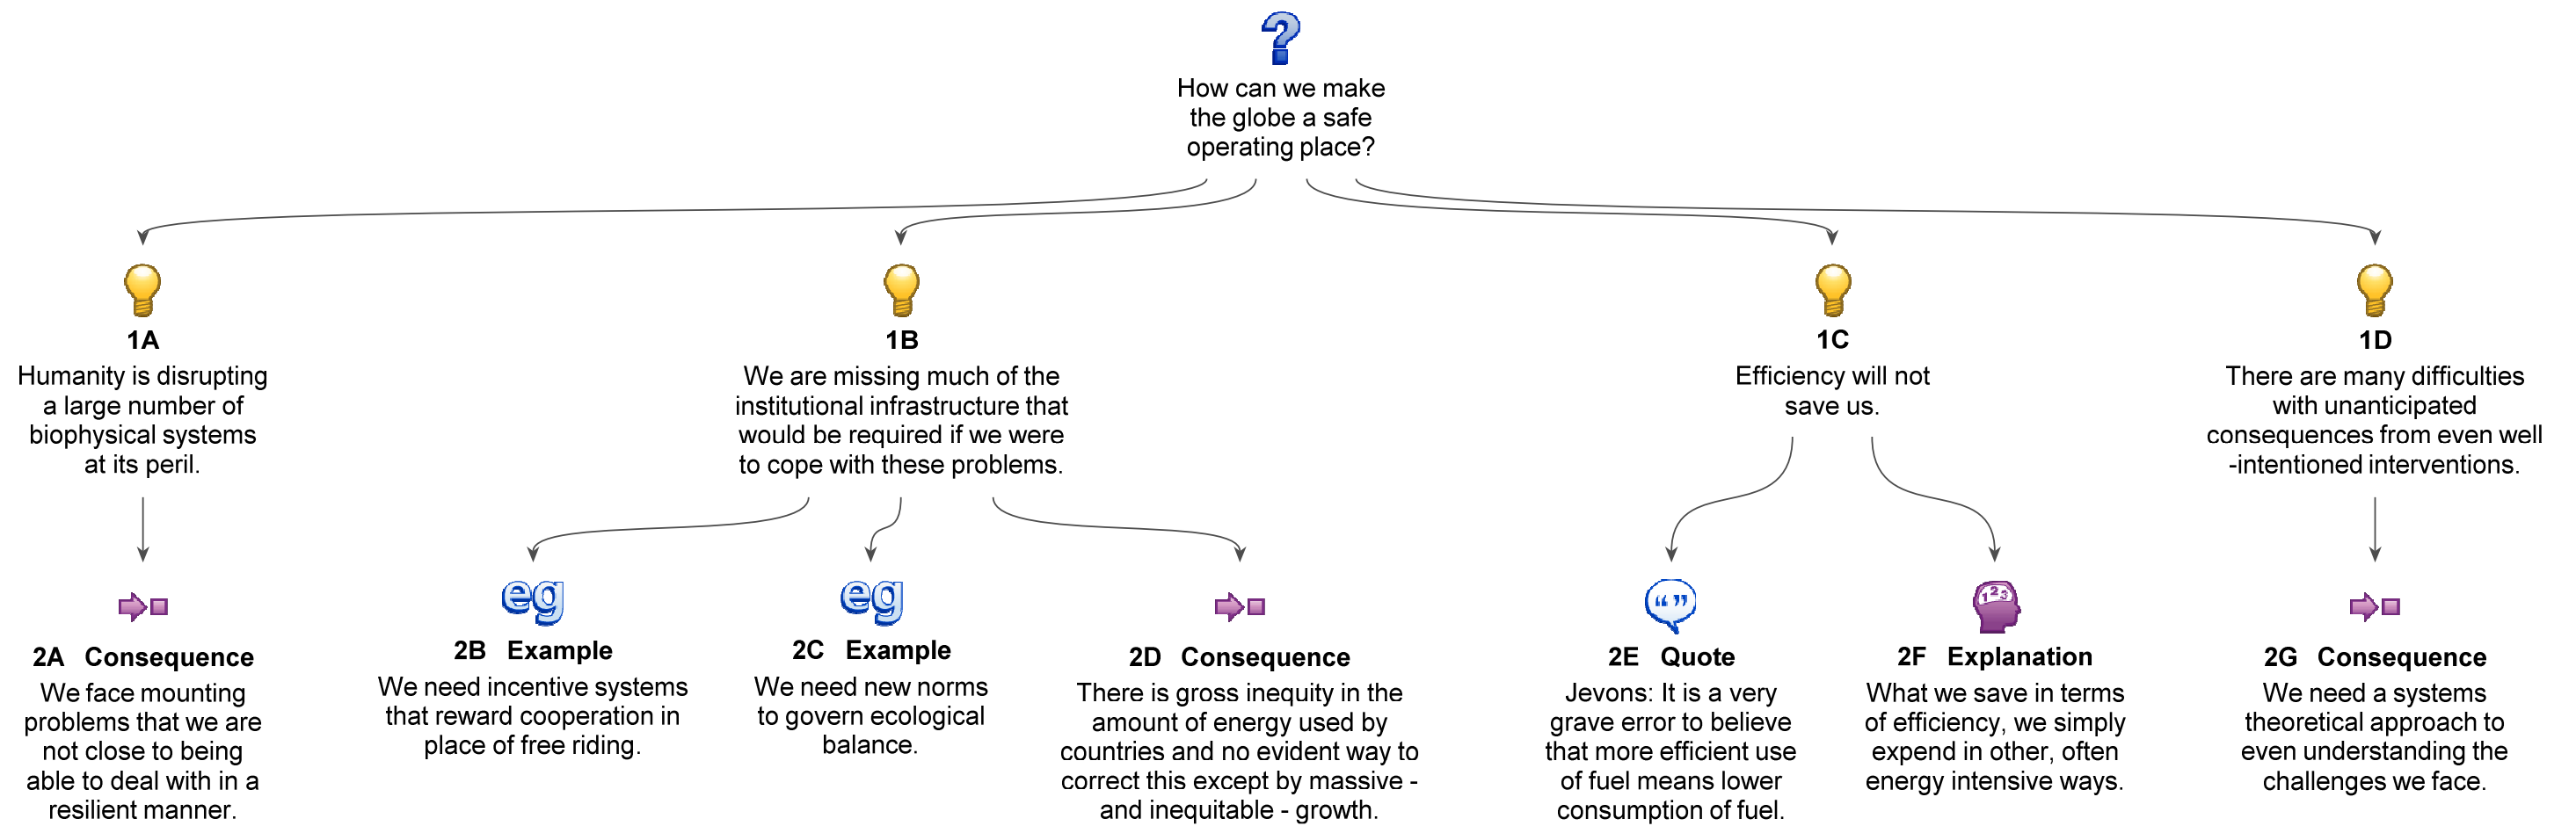 ?
How can we make
the globe a safe
operating place?
1A
Humanity is disrupting
a large number of
biophysical systems
at its peril.
1B
We are missing much of the
institutional infrastructure that
would be required if we were
to cope with these problems.
1C
Efficiency will not
save us.
1D
There are many difficulties
with unanticipated
consequences from even well
-intentioned interventions.
2A Consequence
We face mounting
problems that we are
not close to being
able to deal with in a
resilient manner.
eg
2B Example
We need incentive systems
that reward cooperation in
place of free riding.
eg
2C Example
We need new norms
to govern ecological
balance.
2D Consequence
There is gross inequity in the
amount of energy used by
countries and no evident way to
correct this except by massive -
and inequitable - growth.
“ ”
2E Quote
Jevons: It is a very
grave error to believe
that more efficient use
of fuel means lower
consumption of fuel.
123
2F Explanation
What we save in terms
of efficiency, we simply
expend in other, often
energy intensive ways.
2G Consequence
We need a systems
theoretical approach to
even understanding the
challenges we face.